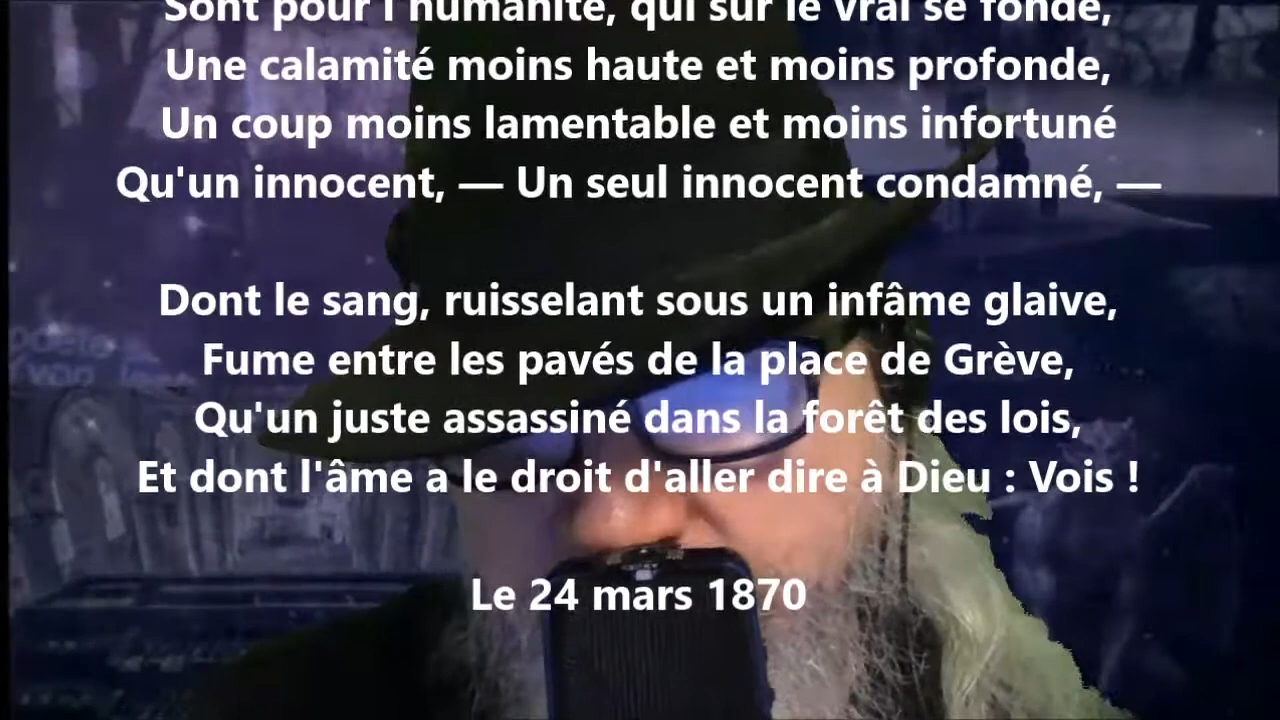 Sont pour l'humanité, qui sur le vrai se fonde,
Une calamité moins haute et moins profonde,
Un coup moins lamentable et moins infortuné
Qu'un innocent, — Un seul innocent condamné, —
Dont le sang, ruisselant sous un infâme glaive,
Fume entre les pavés de la place de Grève,
Qu'un juste assassiné dans la forêt des lois,
Et dont l'âme a le droit d'aller dire à Dieu : Vois !
Le 24 mars 1870